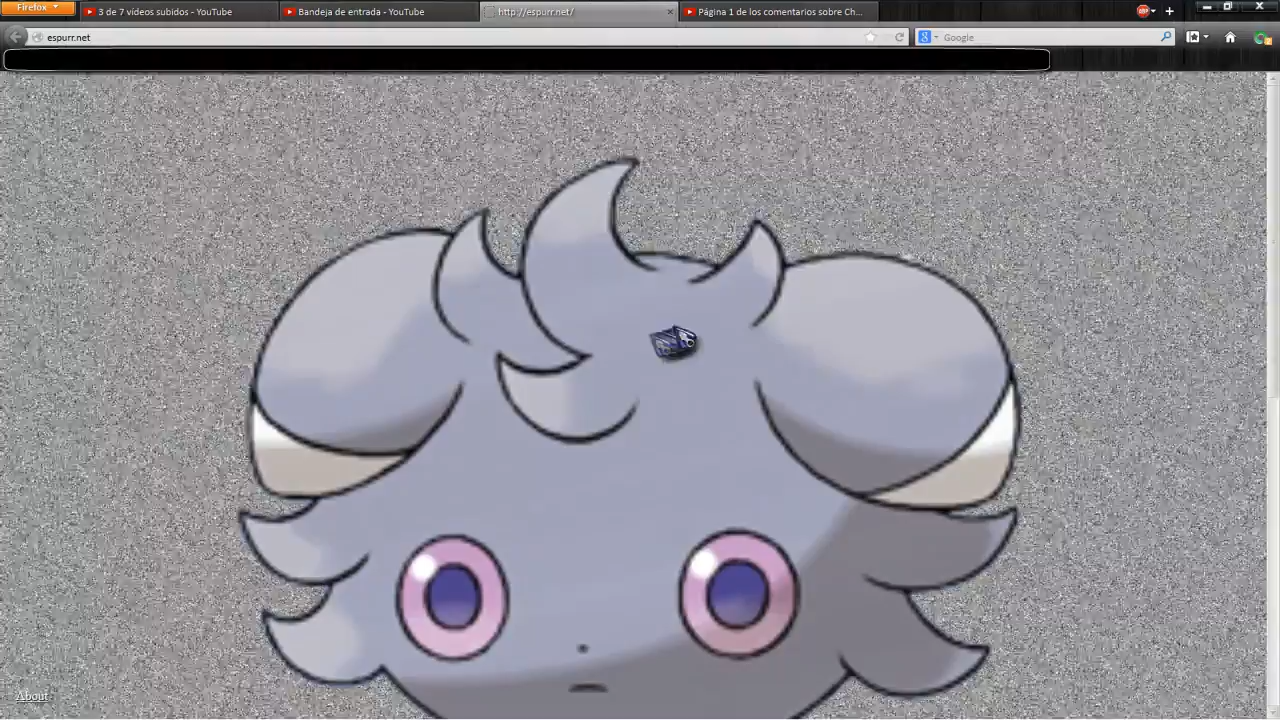 Firefox
3 de 7 vídeos subidos - YouTube
Bandeja de entrada - YouTube
http://espurr.net/
Página 1 de los comentarios sobre Ch...
espurr.net
Google
About